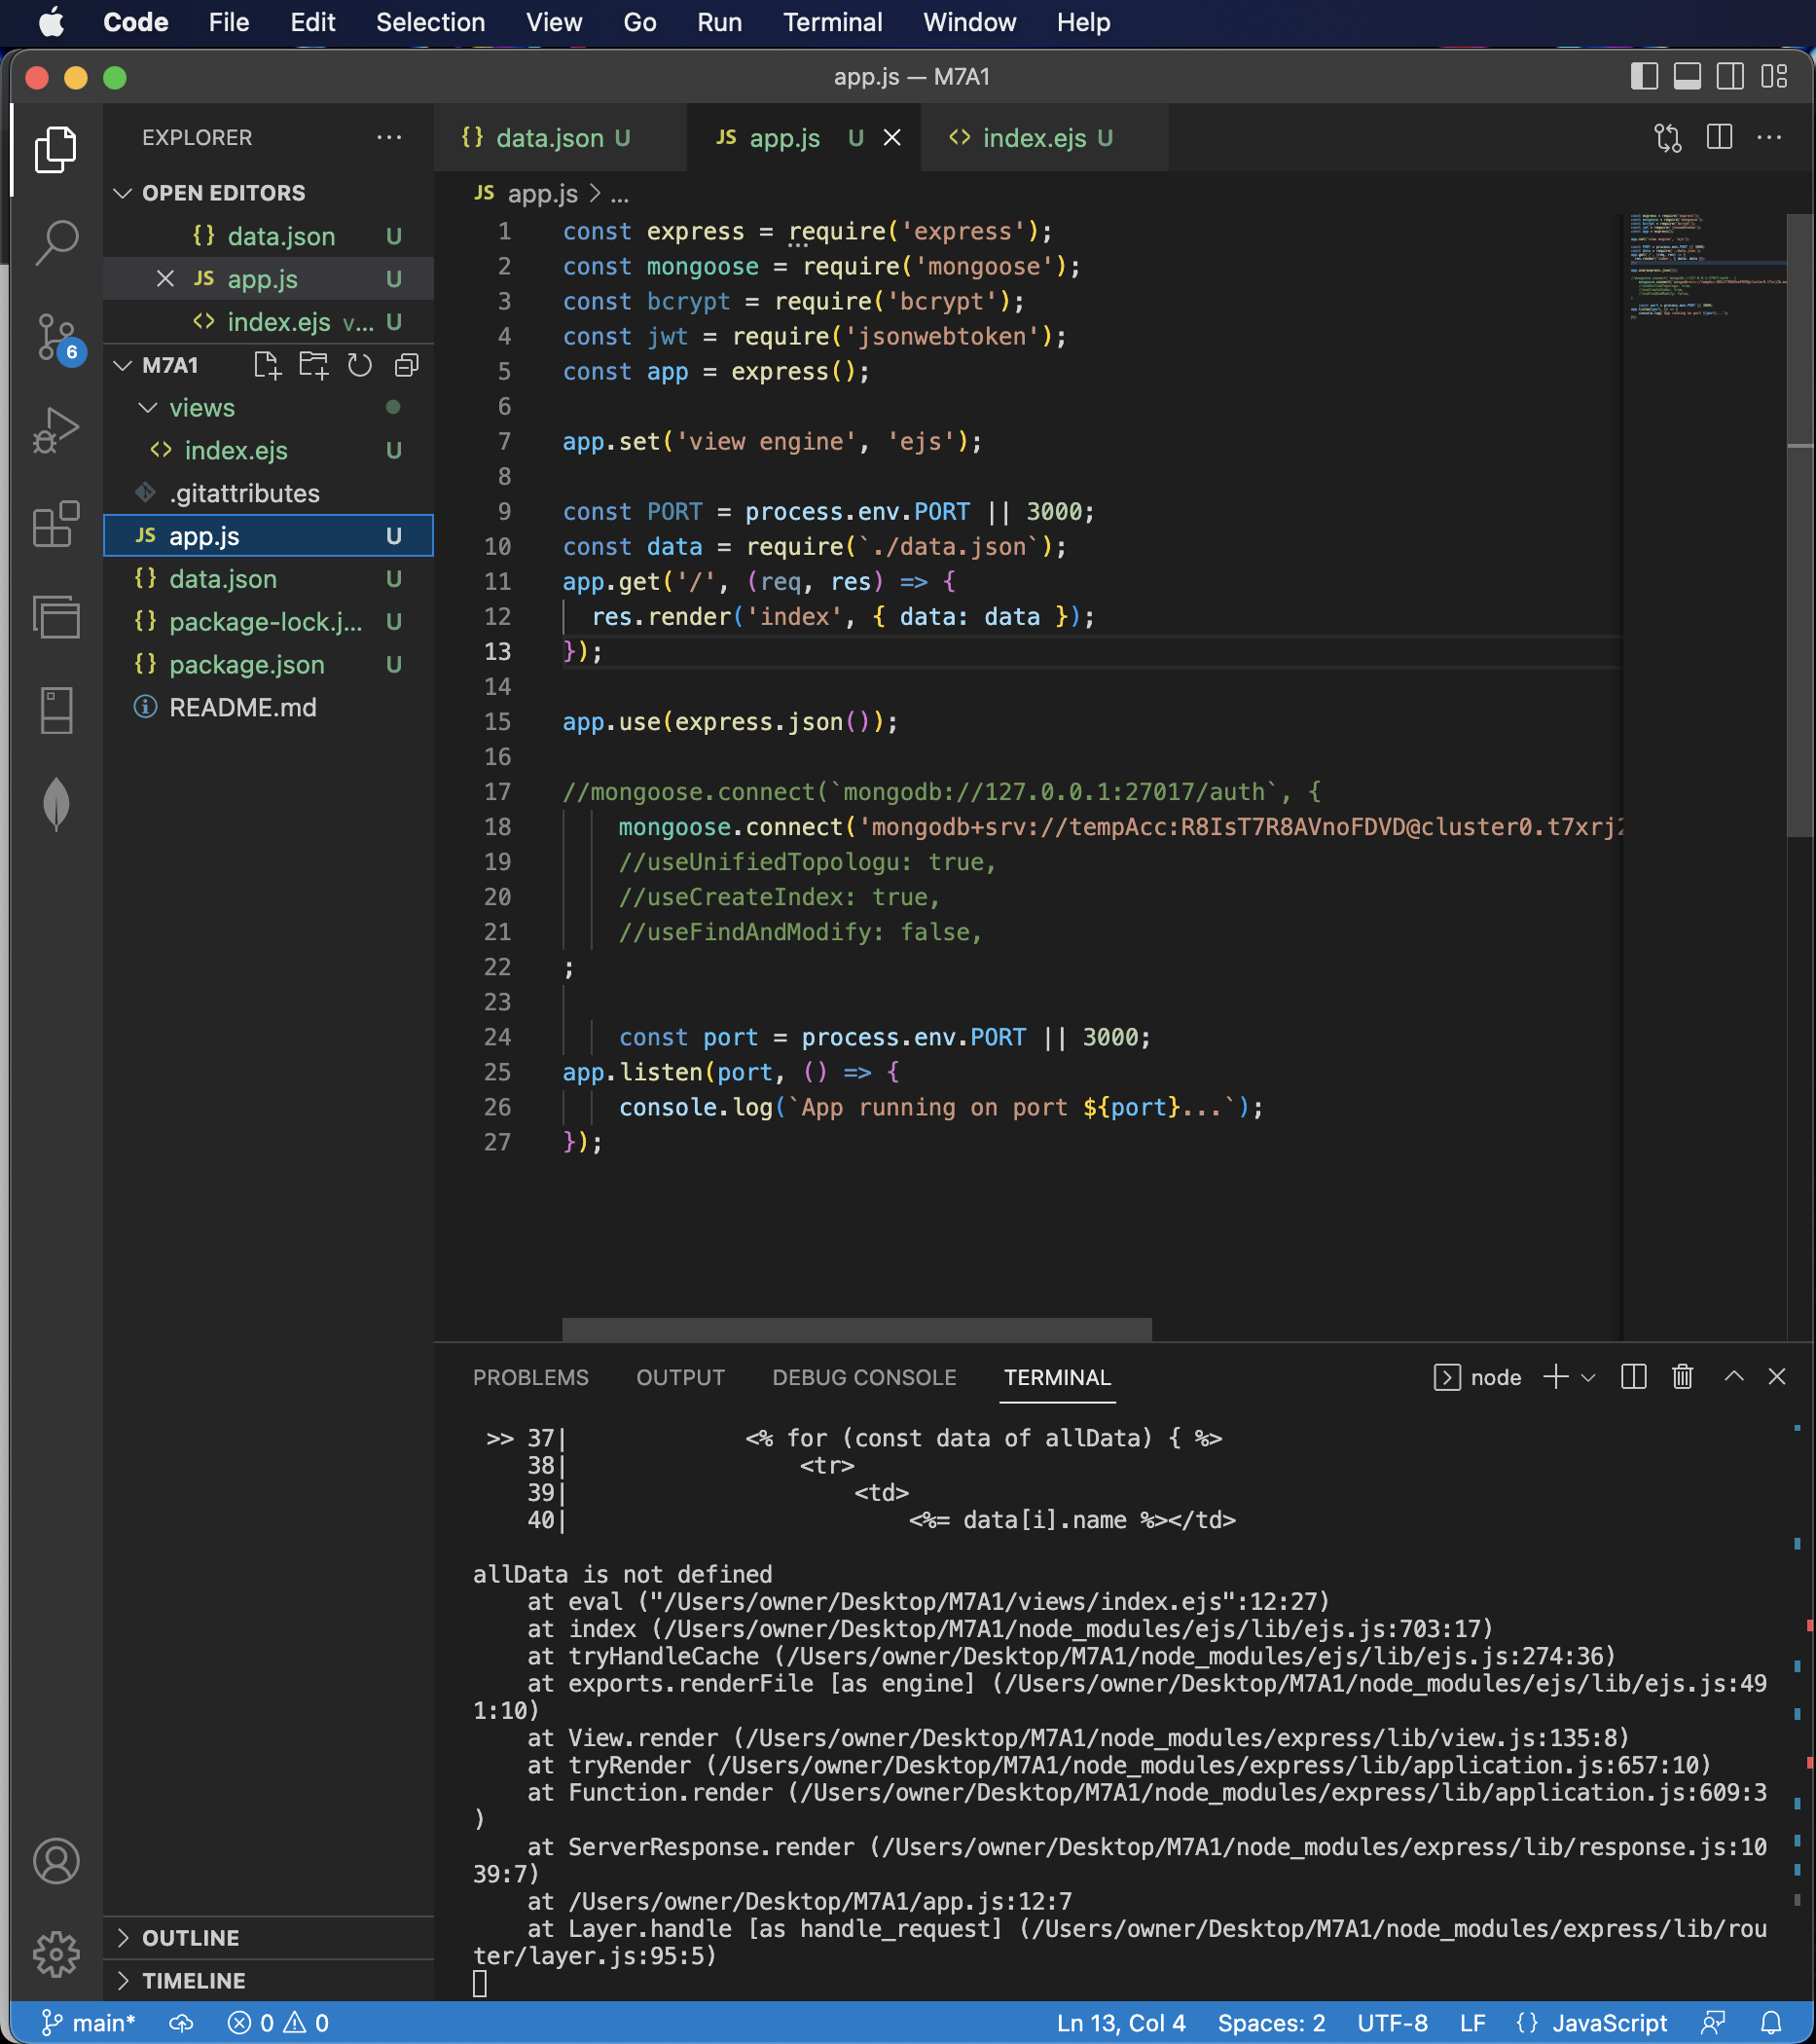 Code File Edit Selection View Go Run Terminal Window Help
app.js — M7A1
EXPLORER
OPEN EDITORS
{} data.json U
JS app.js U
<> index.ejs v... U
M7A1
views
<> index.ejs U
.gitattributes
JS app.js U
{} data.json U
{} package-lock.j... U
{} package.json U
README.md
6
OUTLINE
TIMELINE
{} data.json U
JS app.js U
<> index.ejs U
JS app.js > ...
1 const express = require('express');
2 const mongoose = require('mongoose');
3 const bcrypt = require('bcrypt');
4 const jwt = require('jsonwebtoken');
5 const app = express();
6
7 app.set('view engine', 'ejs');
8
9 const PORT = process.env.PORT || 3000;
10 const data = require(`./data.json`);
11 app.get('/', (req, res) => {
12 res.render('index', { data: data });
13 });
14
15 app.use(express.json());
16
17 //mongoose.connect(`mongodb://127.0.0.1:27017/auth`, {
18 mongoose.connect('mongodb+srv://tempAcc:R8IsT7R8AVnoFDVD@cluster0.t7xrj2
19 //useUnifiedTopologu: true,
20 //useCreateIndex: true,
21 //useFindAndModify: false,
22 ;
23
24 const port = process.env.PORT || 3000;
25 app.listen(port, () => {
26 console.log(`App running on port ${port}...`);
27 });
PROBLEMS OUTPUT DEBUG CONSOLE TERMINAL
node
>> 37| <% for (const data of allData) { %>
38| <tr>
39| <td>
40| <%= data[i].name %></td>
allData is not defined
at eval ("/Users/owner/Desktop/M7A1/views/index.ejs":12:27)
at index (/Users/owner/Desktop/M7A1/node_modules/ejs/lib/ejs.js:703:17)
at tryHandleCache (/Users/owner/Desktop/M7A1/node_modules/ejs/lib/ejs.js:274:36)
at exports.renderFile [as engine] (/Users/owner/Desktop/M7A1/node_modules/ejs/lib/ejs.js:49
1:10)
at View.render (/Users/owner/Desktop/M7A1/node_modules/express/lib/view.js:135:8)
at tryRender (/Users/owner/Desktop/M7A1/node_modules/express/lib/application.js:657:10)
at Function.render (/Users/owner/Desktop/M7A1/node_modules/express/lib/application.js:609:3
)
at ServerResponse.render (/Users/owner/Desktop/M7A1/node_modules/express/lib/response.js:10
39:7)
at /Users/owner/Desktop/M7A1/app.js:12:7
at Layer.handle [as handle_request] (/Users/owner/Desktop/M7A1/node_modules/express/lib/rou
ter/layer.js:95:5)
main* 0 0 Ln 13, Col 4 Spaces: 2 UTF-8 LF {} JavaScript